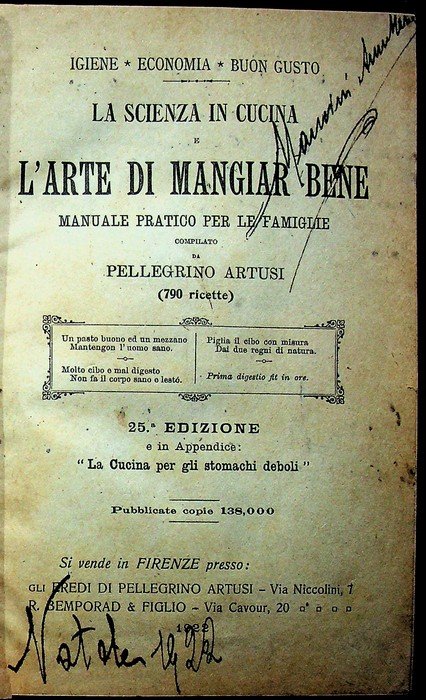 IGIENE * ECONOMIA * BUON GUSTO
LA SCIENZA IN CUCINA
E
L'ARTE DI MANGIAR BENE
MANUALE PRATICO PER LE FAMIGLIE
COMPILATO
DA
PELLEGRINO ARTUSI
(790 ricette)
Un pasto buono ed un mezzano
Mantengon l'uomo sano.
Molto cibo e mal digesto
Non fa il corpo sano e lesto.
Piglia il cibo con misura
Dai due regni di natura.
Prima digestio fit in ore.
25.ª EDIZIONE
e in Appendice:
"La Cucina per gli stomachi deboli"
Pubblicate copie 138,000
Si vende in FIRENZE presso:
GLI EREDI DI PELLEGRINO ARTUSI - Via Niccolini, 1
R. BEMPORAD & FIGLIO - Via Cavour, 20
1922
Natale 1922